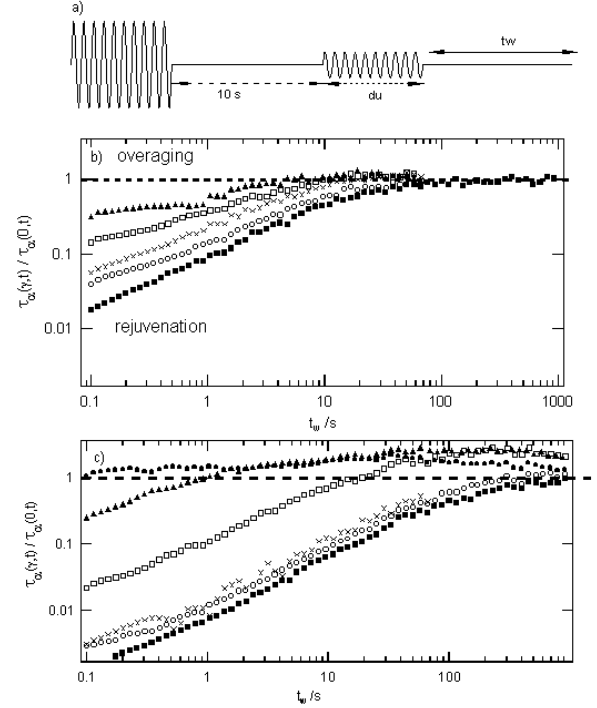 a)
tw
10 s
du
b) overaging
τα(γ,t) / τα(0,t)
1
0.1
0.01
rejuvenation
0.1 1 10 100 1000
tw /s
c)
τα(γ,t) / τα(0,t)
1
0.1
0.01
0.1 1 10 100
tw /s